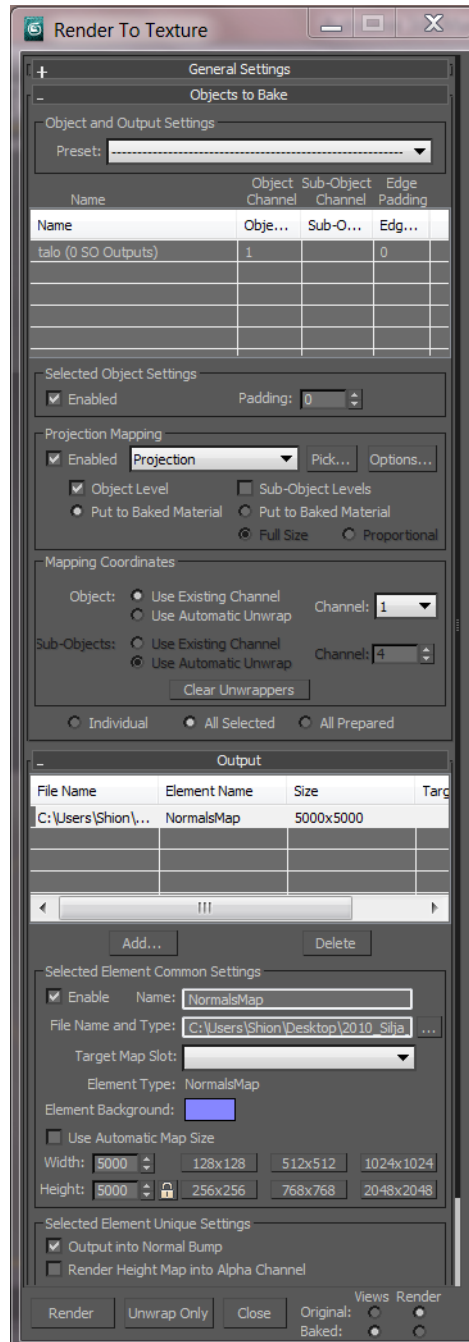 Render To Texture
+ General Settings
- Objects to Bake
Object and Output Settings
Preset: -----------------------------------------------------
Name Object Channel Sub-Object Channel Edge Padding
Name Obje... Sub-O... Edg...
talo (0 SO Outputs) 1 0
Selected Object Settings
Enabled Padding: 0
Projection Mapping
Enabled Projection Pick... Options...
Object Level Sub-Object Levels
Put to Baked Material Put to Baked Material
Full Size Proportional
Mapping Coordinates
Object: Use Existing Channel Channel: 1
Use Automatic Unwrap
Sub-Objects: Use Existing Channel Channel: 4
Use Automatic Unwrap
Clear Unwrappers
Individual All Selected All Prepared
- Output
File Name Element Name Size Targ
C:\Users\Shion\... NormalsMap 5000x5000
Add... Delete
Selected Element Common Settings
Enable Name: NormalsMap
File Name and Type: C:\Users\Shion\Desktop\2010_Silja ...
Target Map Slot:
Element Type: NormalsMap
Element Background:
Use Automatic Map Size
Width: 5000 128x128 512x512 1024x1024
Height: 5000 256x256 768x768 2048x2048
Selected Element Unique Settings
Output into Normal Bump
Render Height Map into Alpha Channel
Views Render
Render Unwrap Only Close Original:
Baked: